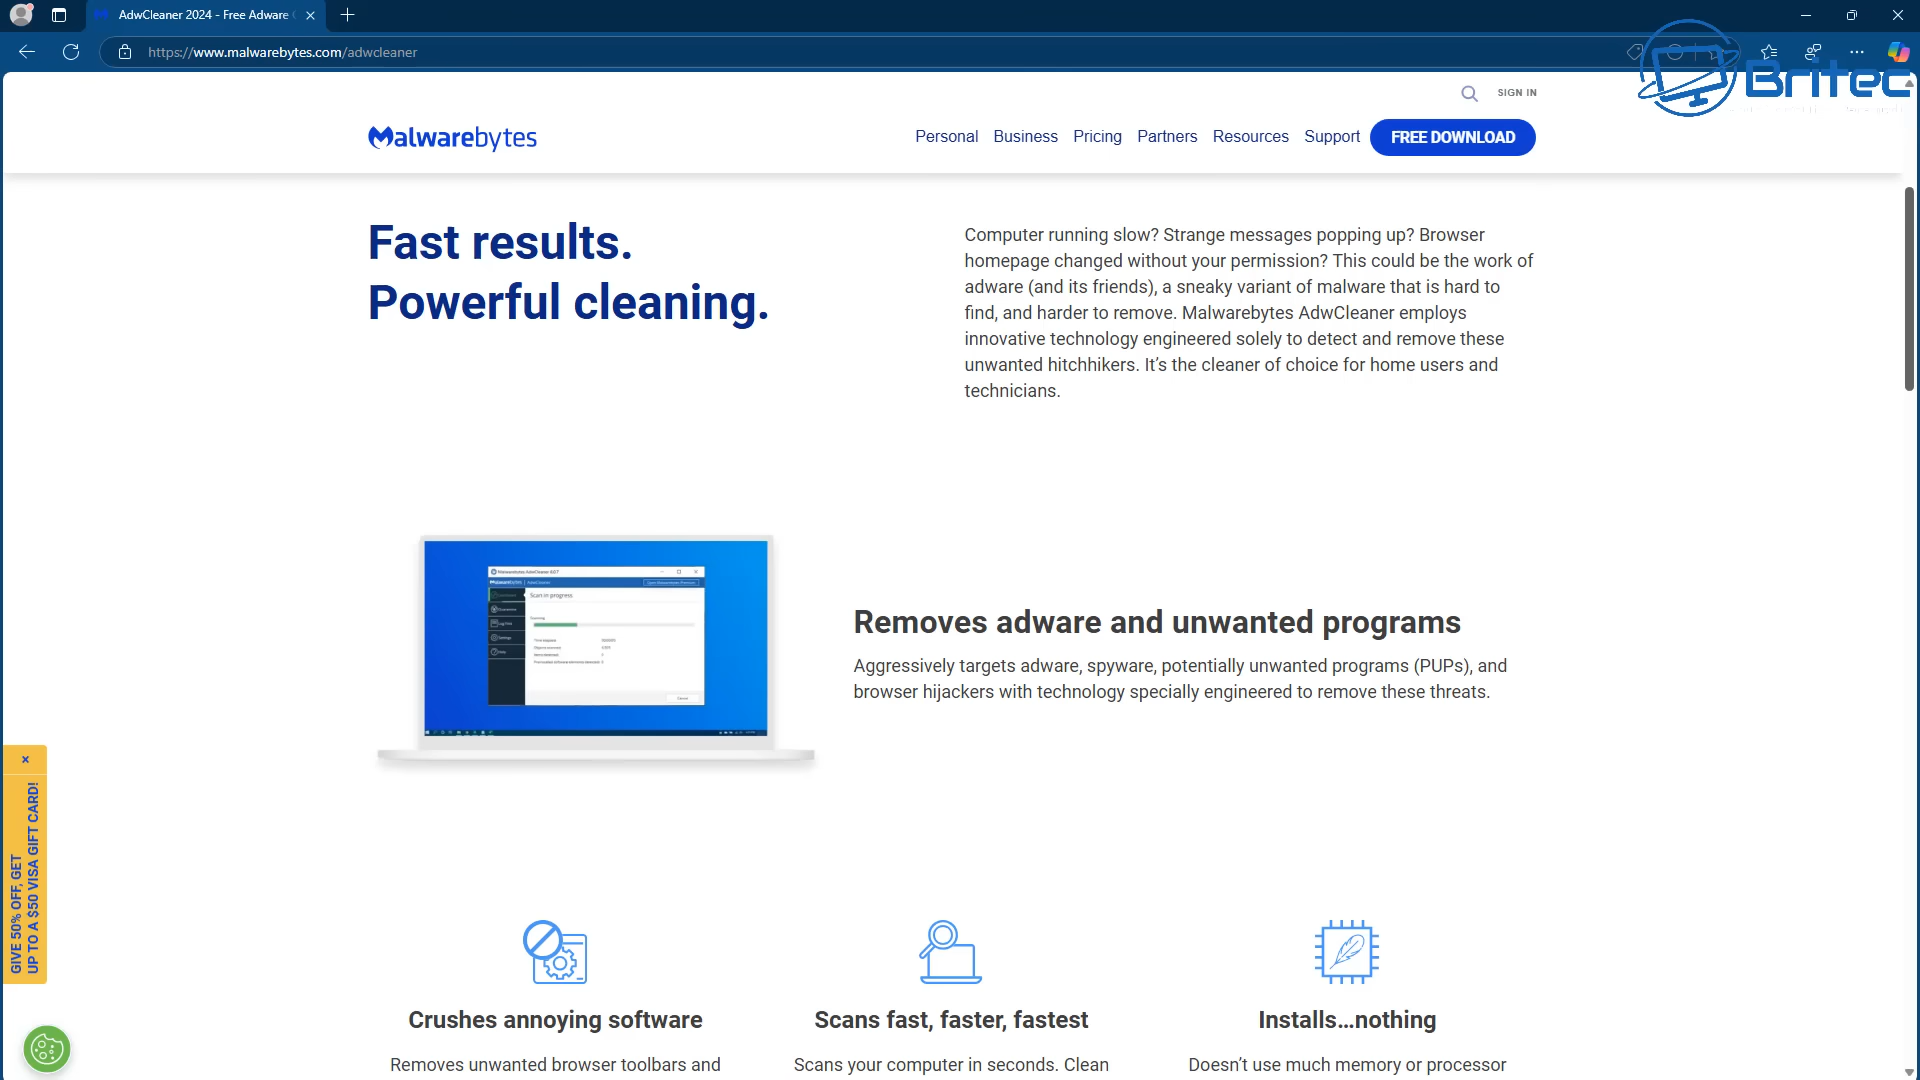 AdwCleaner 2024 - Free Adware
https://www.malwarebytes.com/adwcleaner
Britec
SIGN IN
Malwarebytes
Personal Business Pricing Partners Resources Support FREE DOWNLOAD
Fast results.
Powerful cleaning.
Computer running slow? Strange messages popping up? Browser
homepage changed without your permission? This could be the work of
adware (and its friends), a sneaky variant of malware that is hard to
find, and harder to remove. Malwarebytes AdwCleaner employs
innovative technology engineered solely to detect and remove these
unwanted hitchhikers. It’s the cleaner of choice for home users and
technicians.
Scan in progress
Removes adware and unwanted programs
Aggressively targets adware, spyware, potentially unwanted programs (PUPs), and
browser hijackers with technology specially engineered to remove these threats.
GIVE 50% OFF, GET
UP TO A $50 VISA GIFT CARD!
Crushes annoying software
Removes unwanted browser toolbars and
Scans fast, faster, fastest
Scans your computer in seconds. Clean
Installs…nothing
Doesn’t use much memory or processor